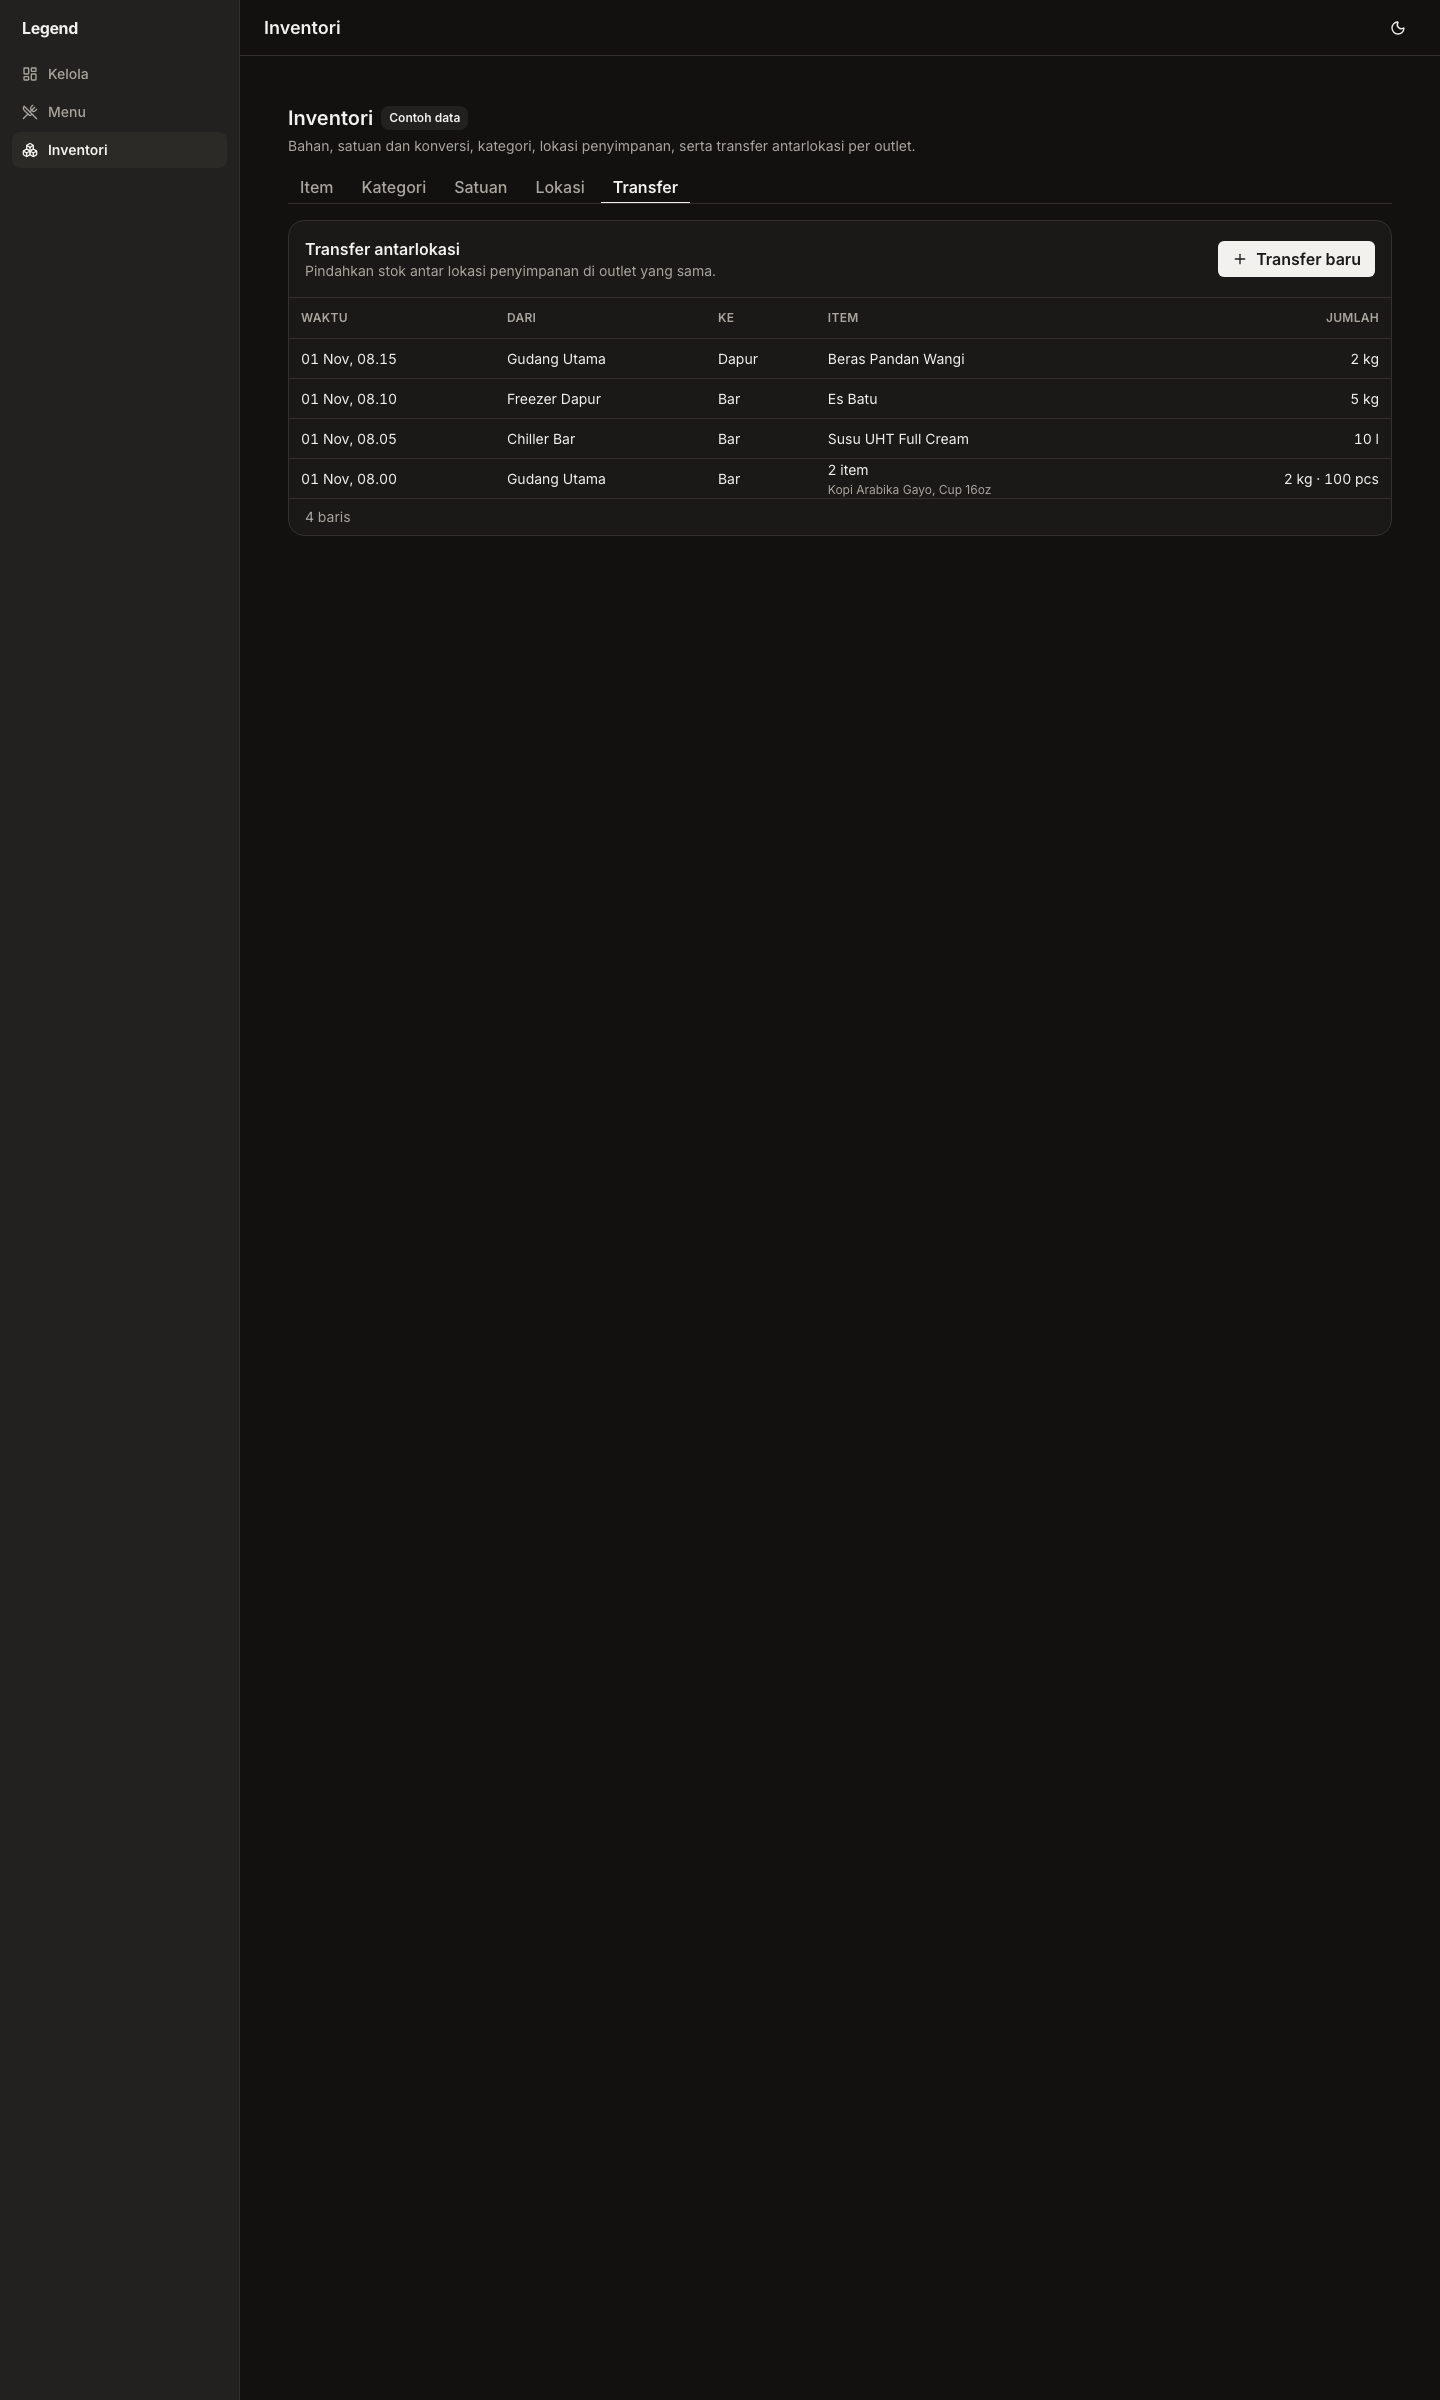 Legend
Kelola
Menu
Inventori
Inventori
Inventori Contoh data
Bahan, satuan dan konversi, kategori, lokasi penyimpanan, serta transfer antarlokasi per outlet.
Item Kategori Satuan Lokasi Transfer
Transfer antarlokasi
Pindahkan stok antar lokasi penyimpanan di outlet yang sama.
Transfer baru
WAKTU DARI KE ITEM JUMLAH
01 Nov, 08.15 Gudang Utama Dapur Beras Pandan Wangi 2 kg
01 Nov, 08.10 Freezer Dapur Bar Es Batu 5 kg
01 Nov, 08.05 Chiller Bar Bar Susu UHT Full Cream 10 l
01 Nov, 08.00 Gudang Utama Bar 2 item 2 kg · 100 pcs
Kopi Arabika Gayo, Cup 16oz
4 baris